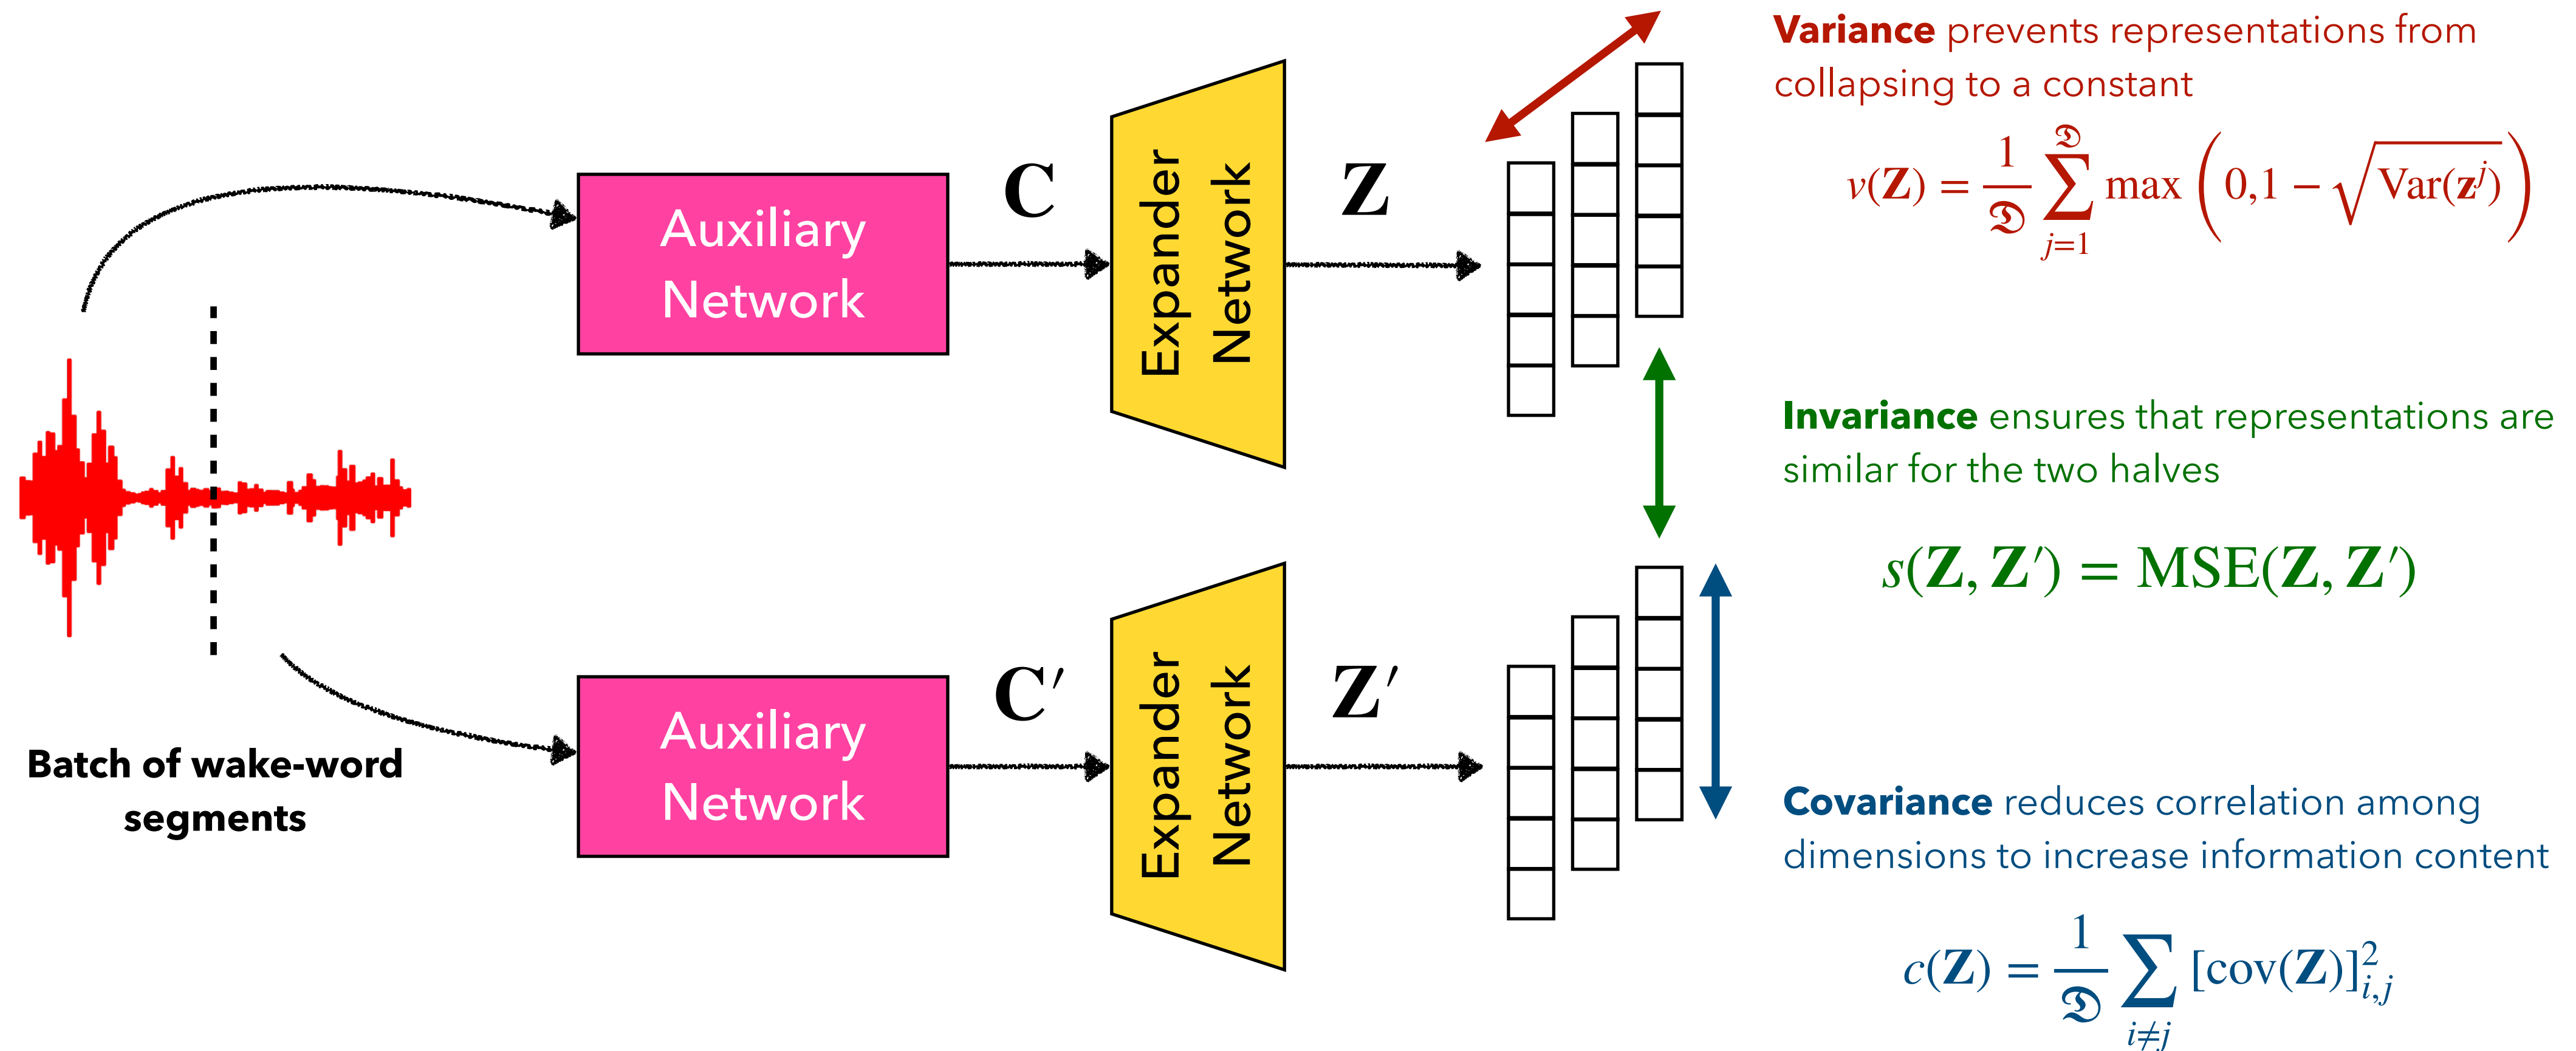 Variance prevents representations from
collapsing to a constant
v(𝐙) = 1/𝕯 ∑_{j=1}^{𝕯} max (0,1 − √Var(𝐳^j))
Auxiliary
Network
C
Expander
Network
Z
Invariance ensures that representations are
similar for the two halves
s(𝐙, 𝐙′) = MSE(𝐙, 𝐙′)
Batch of wake-word
segments
Auxiliary
Network
C′
Expander
Network
Z′
Covariance reduces correlation among
dimensions to increase information content
c(𝐙) = 1/𝕯 ∑_{i≠j} [cov(𝐙)]²_{i,j}